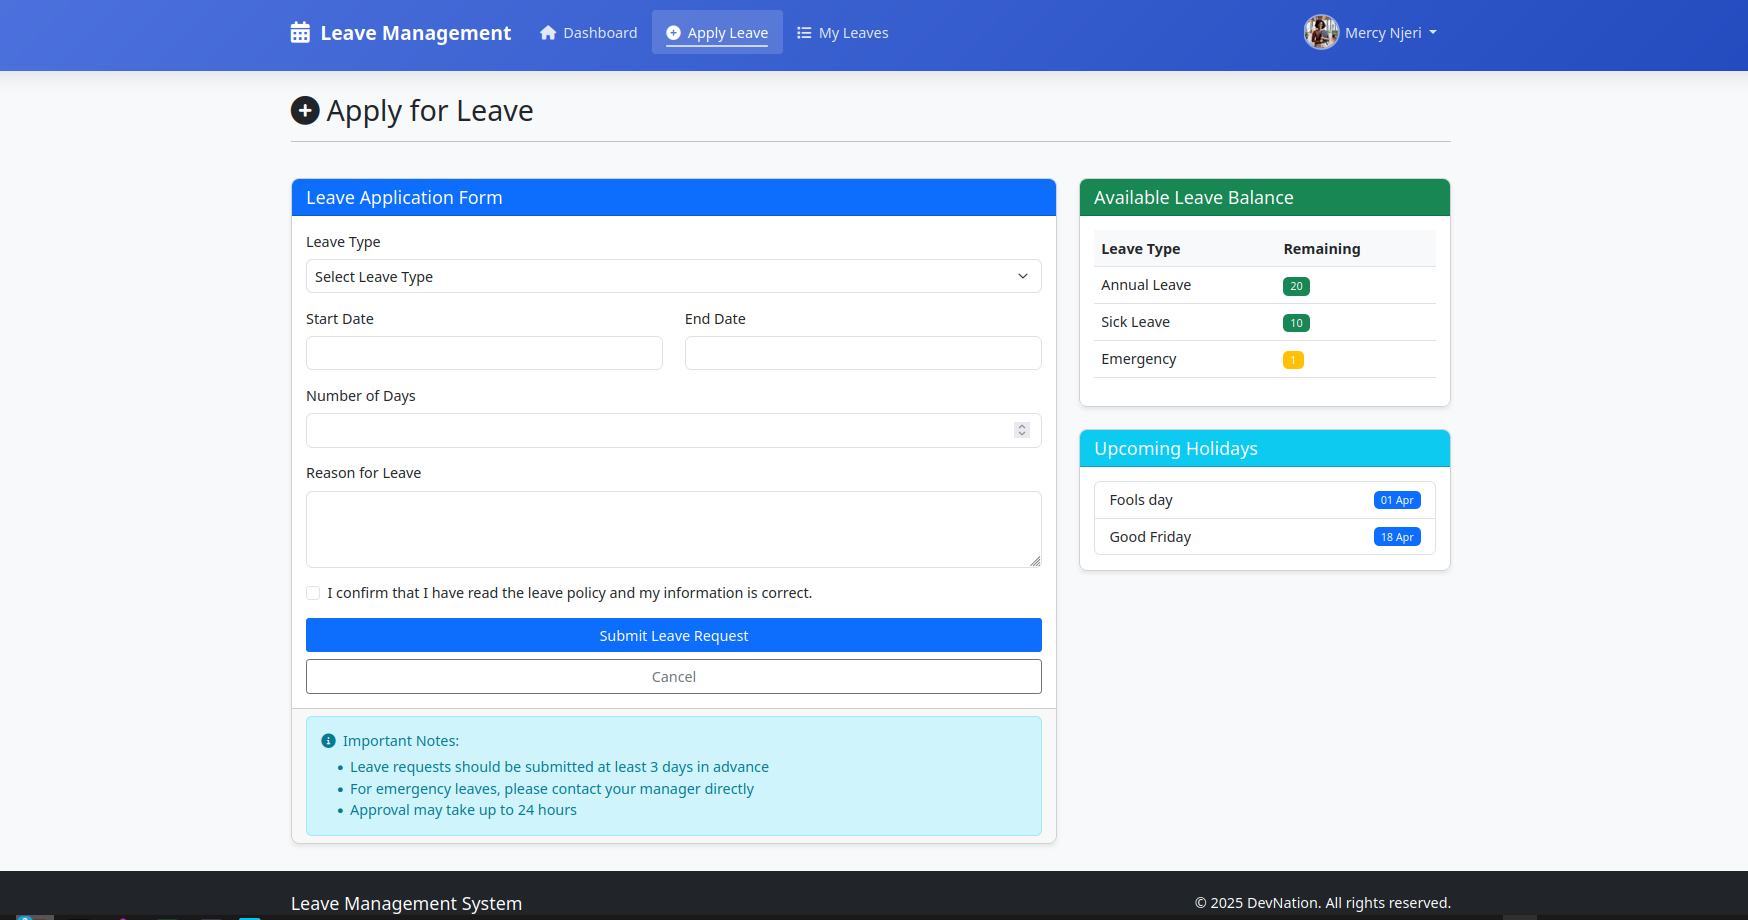 Leave Management
Dashboard
Apply Leave
My Leaves
Mercy Njeri
Apply for Leave
Leave Application Form
Leave Type
Select Leave Type
Start Date
End Date
Number of Days
Reason for Leave
I confirm that I have read the leave policy and my information is correct.
Submit Leave Request
Cancel
Important Notes:
Leave requests should be submitted at least 3 days in advance
For emergency leaves, please contact your manager directly
Approval may take up to 24 hours
Available Leave Balance
Leave Type Remaining
Annual Leave 20
Sick Leave 10
Emergency 1
Upcoming Holidays
Fools day 01 Apr
Good Friday 18 Apr
Leave Management System
© 2025 DevNation. All rights reserved.